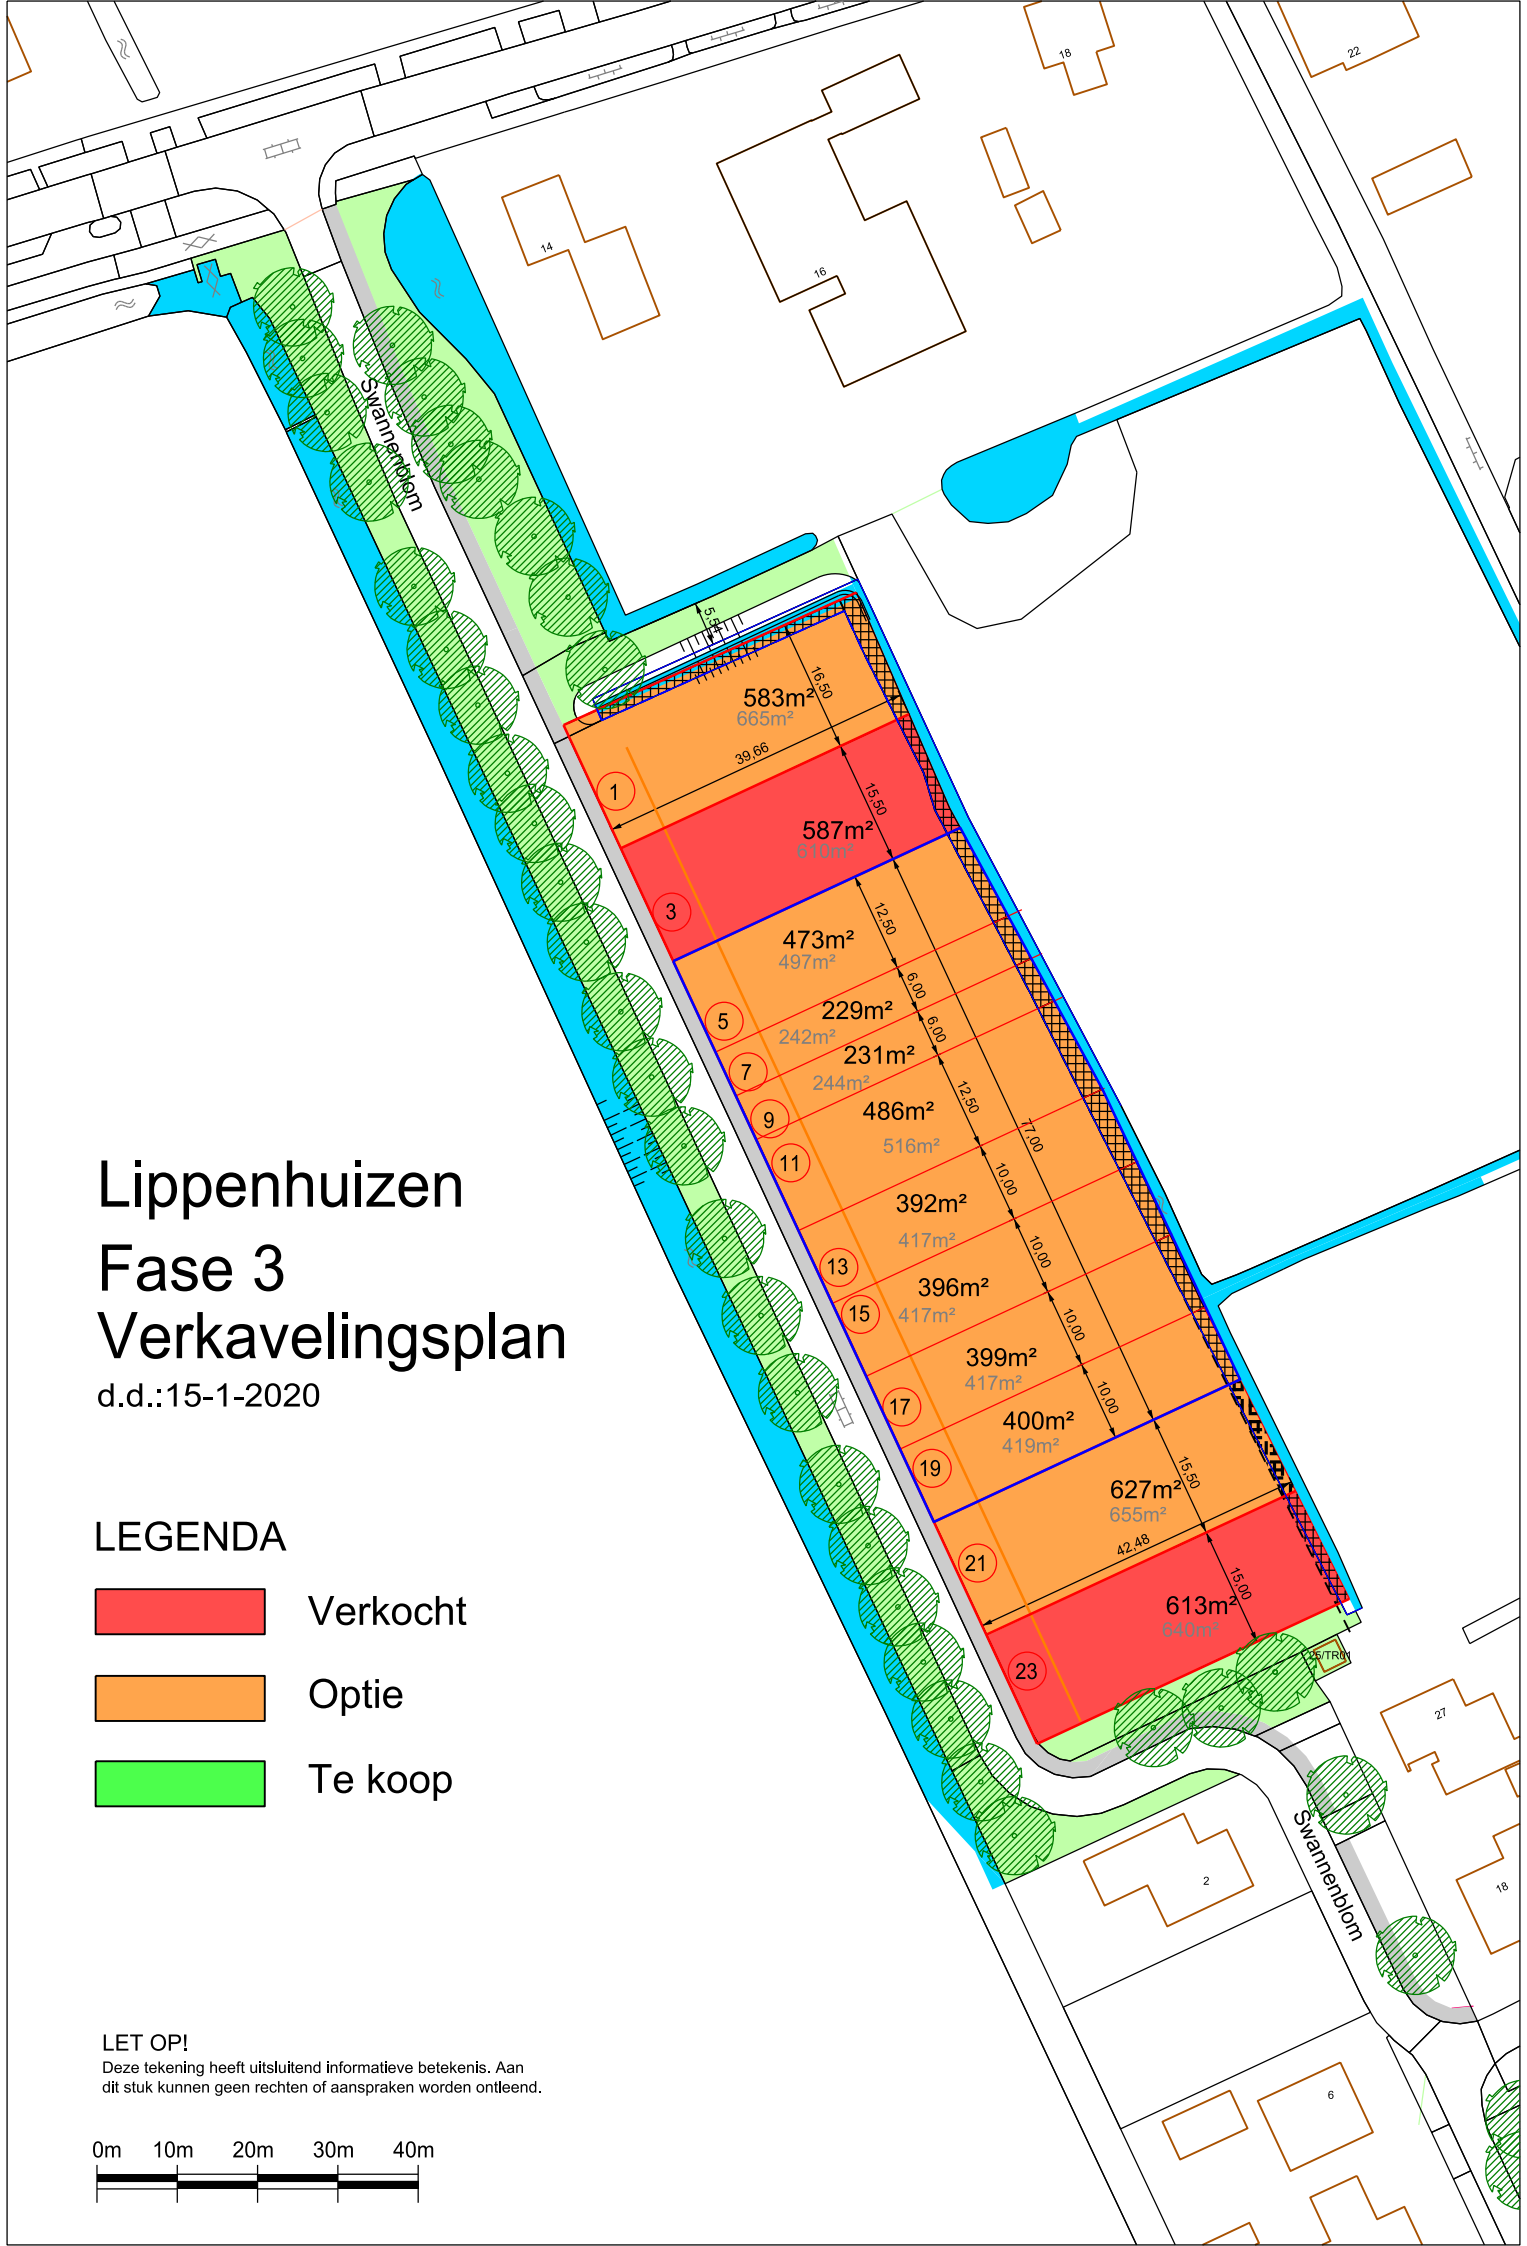 18
22
14
16
Swannenblom
5.54
16,50
583m²
665m²
39,66
1
15,50
587m²
610m²
3
12,50
473m²
497m²
5
6,00
229m²
242m²
7
6,00
231m²
244m²
9
12,50
486m²
516m²
11
77,00
10,00
392m²
417m²
13
10,00
396m²
417m²
15
10,00
399m²
417m²
17
10,00
400m²
419m²
19
15,50
627m²
655m²
42,48
21
15,00
613m²
640m²
23
25/TR01
27
Swannenblom
2
18
6
Lippenhuizen
Fase 3
Verkavelingsplan
d.d.:15-1-2020
LEGENDA
Verkocht
Optie
Te koop
LET OP!
Deze tekening heeft uitsluitend informatieve betekenis. Aan
dit stuk kunnen geen rechten of aanspraken worden ontleend.
0m 10m 20m 30m 40m